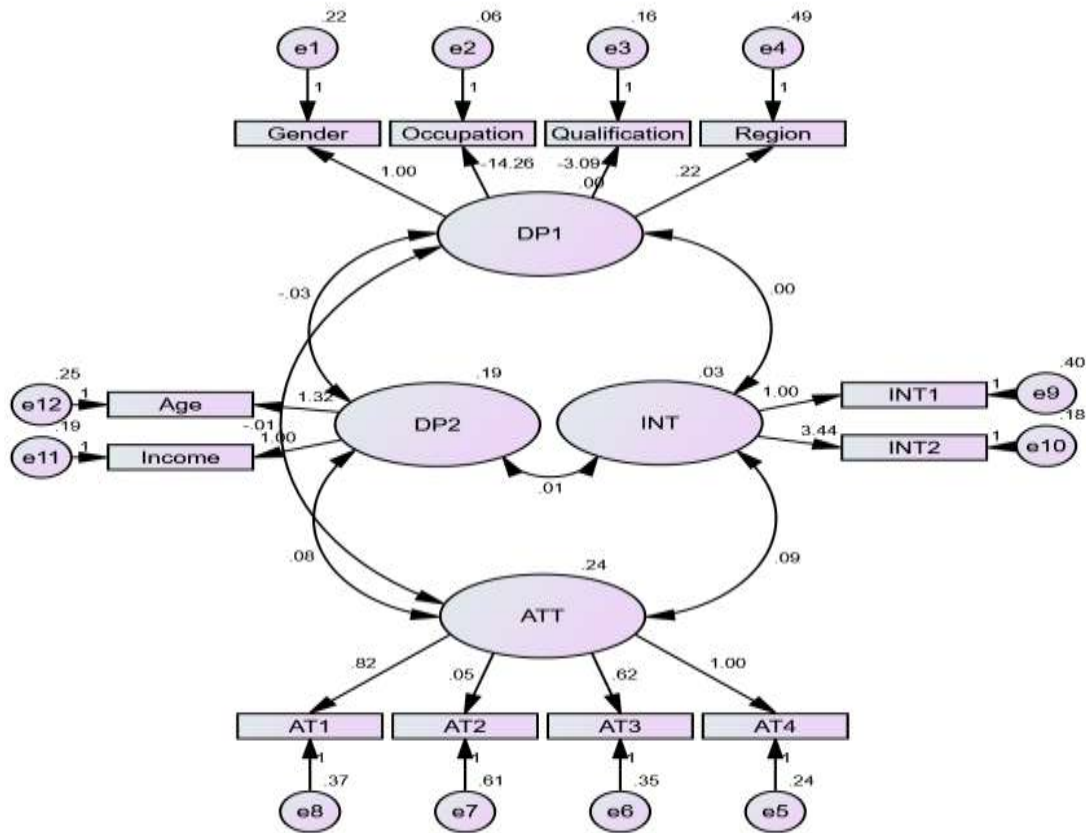 .22 .06 .16 .49
e1 e2 e3 e4
1 1 1 1
Gender Occupation Qualification Region
1.00 -14.26 -3.09 .22
.00
DP1
-.03 .00
.25 .19 .03 .40
e12 1 Age 1.32 1.00 INT1 1 e9
DP2 INT
.19 -.01 .18
e11 1 Income 1.00 3.44 INT2 1 e10
.01
.08 .24 .09
ATT
.82 .05 .62 1.00
AT1 AT2 AT3 AT4
1 1 1 1
.37 .61 .35 .24
e8 e7 e6 e5